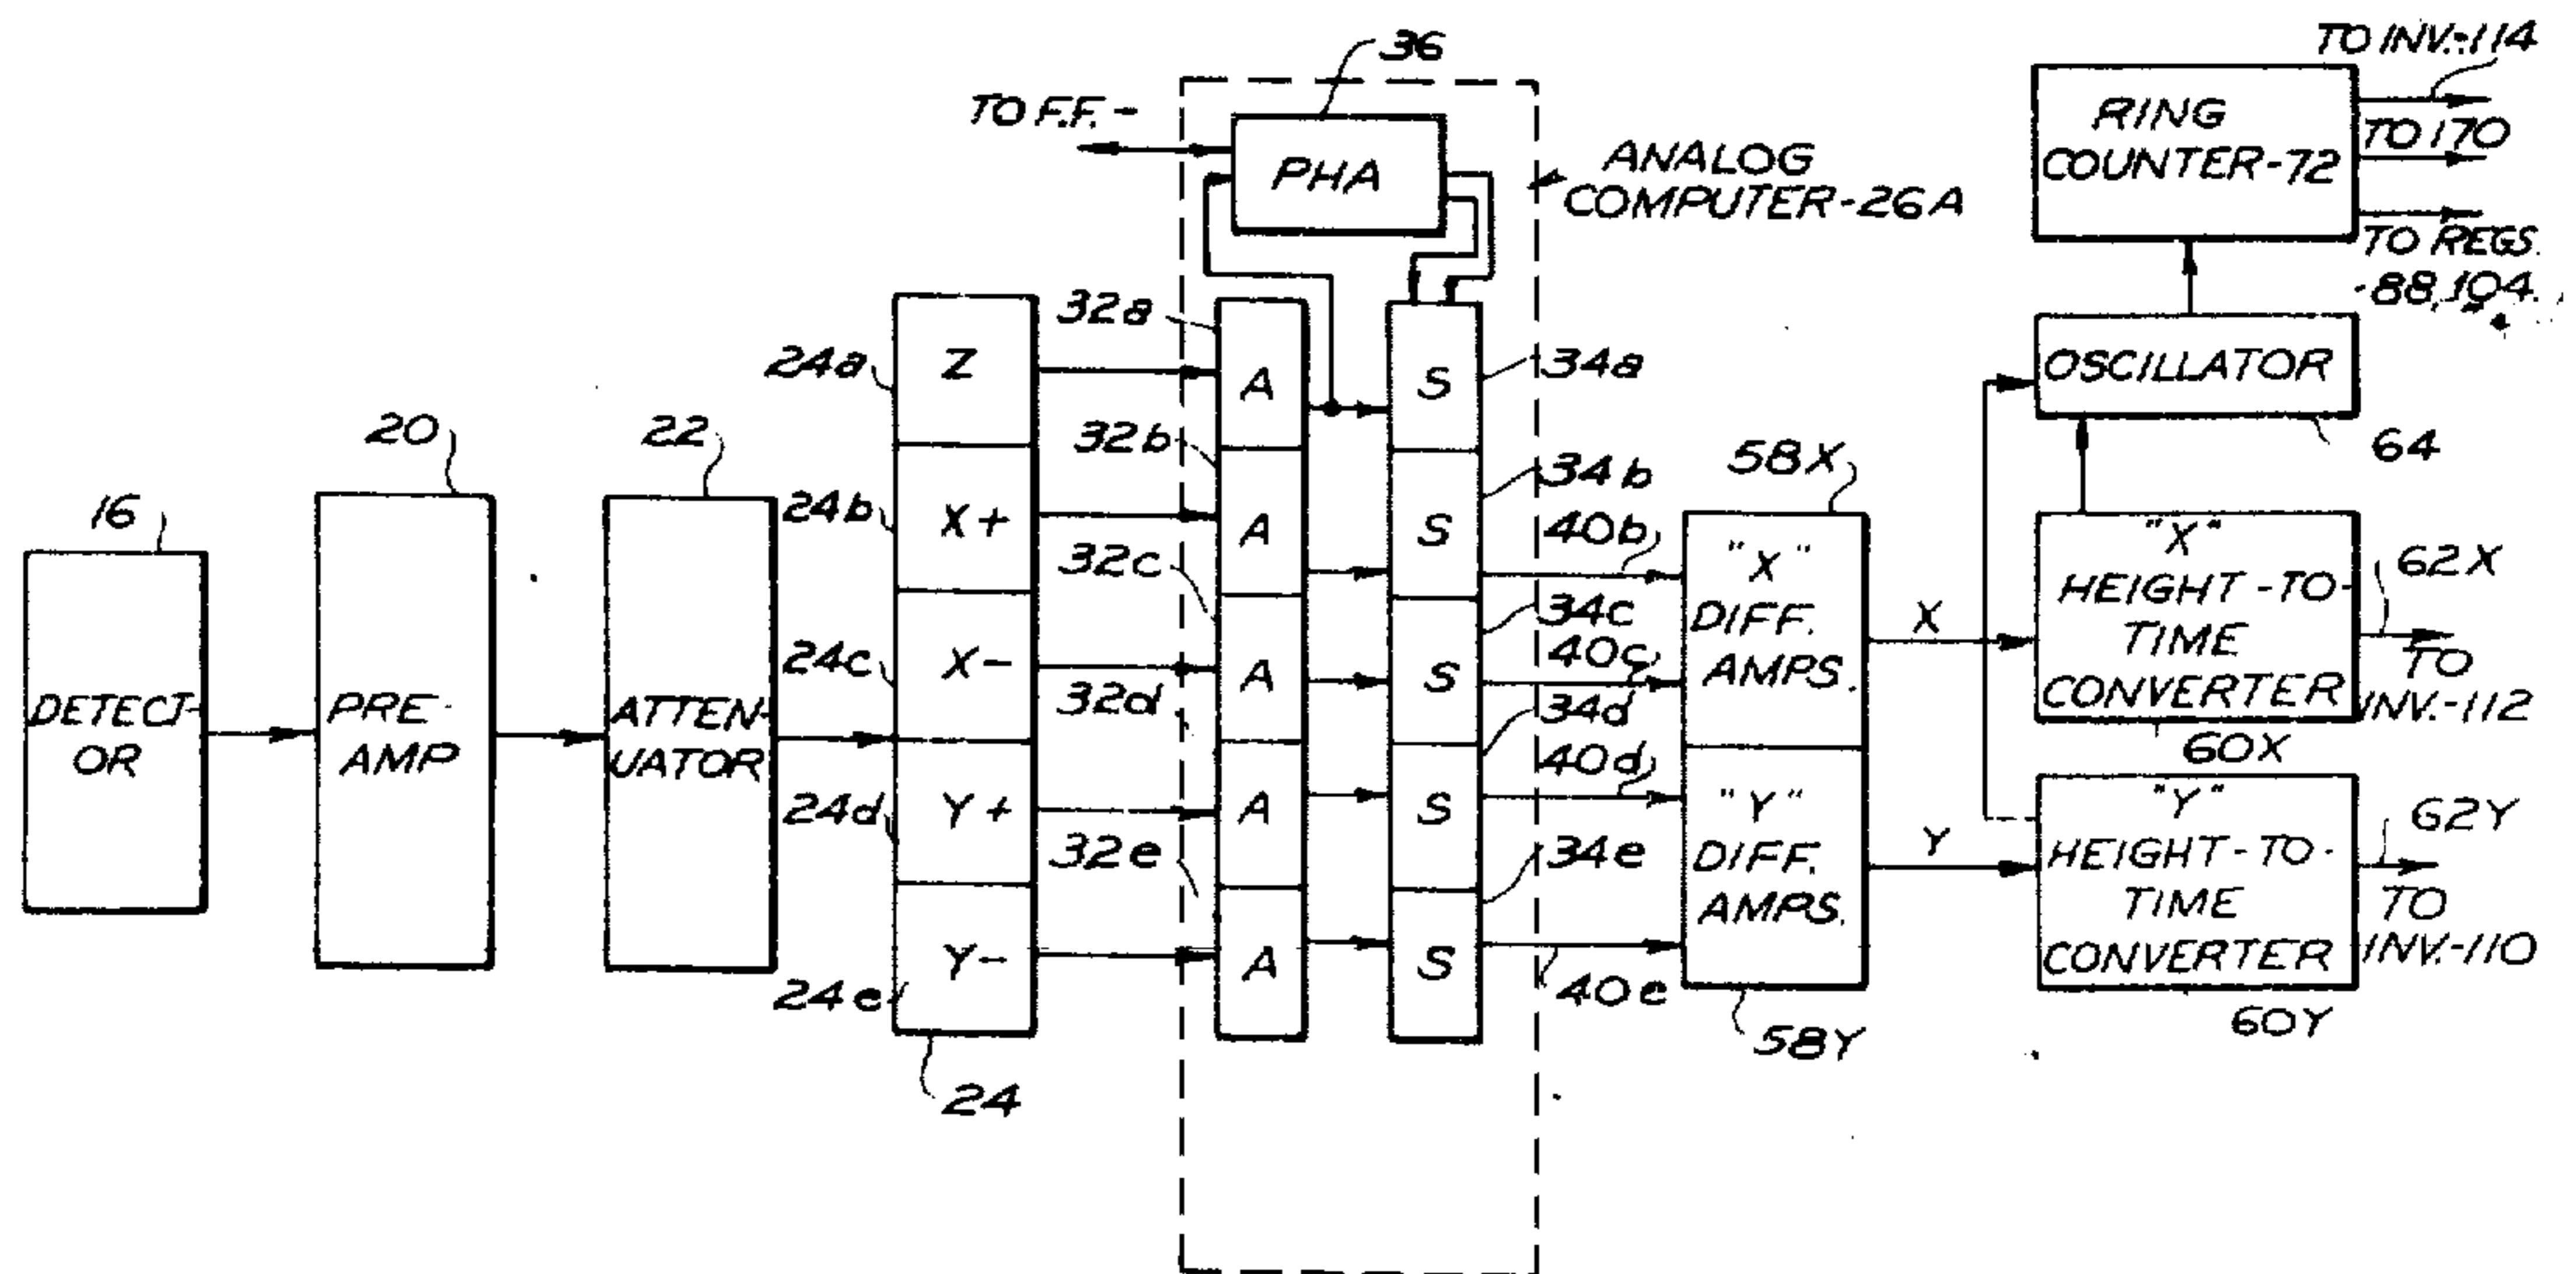 16
DETECT-
OR
20
PRE-
AMP
22
ATTEN-
UATOR
24a
Z
24b
X+
24c
X-
24d
Y+
24e
Y-
24
TO F.F. -
36
PHA
ANALOG
COMPUTER-26A
32a
A
32b
A
32c
A
32d
A
32e
A
S
34a
S
34b
S
34c
S
34d
S
34e
40b
40c
40d
40e
58X
"X"
DIFF.
AMPS.
"Y"
DIFF.
AMPS.
58Y
X
Y
TO INV.-114
RING
COUNTER-72
TO 170
TO REGS.
-88,104.
OSCILLATOR
64
"X"
HEIGHT-TO-
TIME
CONVERTER
60X
62X
TO
INV.-112
"Y"
HEIGHT-TO-
TIME
CONVERTER
60Y
62Y
TO
INV.-110